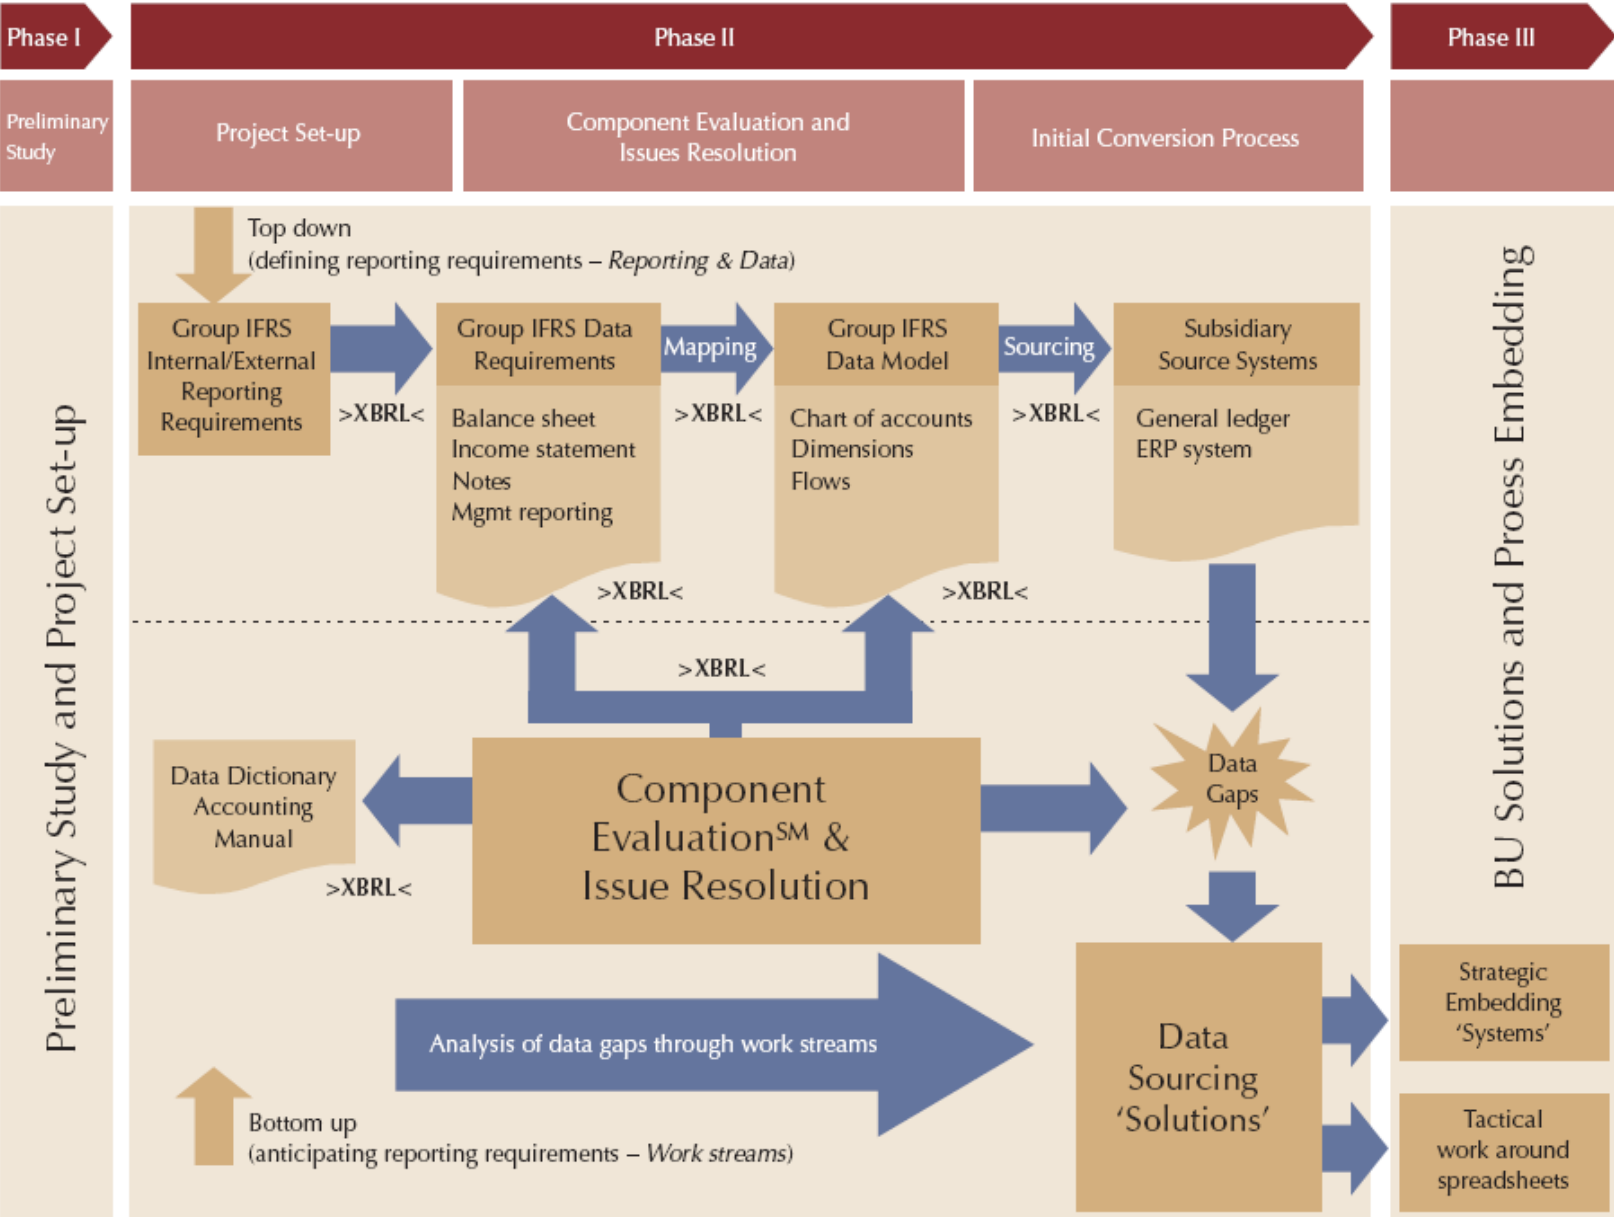 Phase I
Phase II
Phase III
Preliminary
Study
Project Set-up
Component Evaluation and
Issues Resolution
Initial Conversion Process
Preliminary Study and Project Set-up
Top down
(defining reporting requirements – Reporting & Data)
Group IFRS
Internal/External
Reporting
Requirements
>XBRL<
Group IFRS Data
Requirements
Balance sheet
Income statement
Notes
Mgmt reporting
>XBRL<
Mapping
>XBRL<
Group IFRS
Data Model
Chart of accounts
Dimensions
Flows
>XBRL<
Sourcing
>XBRL<
Subsidiary
Source Systems
General ledger
ERP system
>XBRL<
Data Dictionary
Accounting
Manual
>XBRL<
Component
Evaluation℠ &
Issue Resolution
Data
Gaps
Analysis of data gaps through work streams
Data
Sourcing
‘Solutions’
Bottom up
(anticipating reporting requirements – Work streams)
BU Solutions and Proess Embedding
Strategic
Embedding
‘Systems’
Tactical
work around
spreadsheets